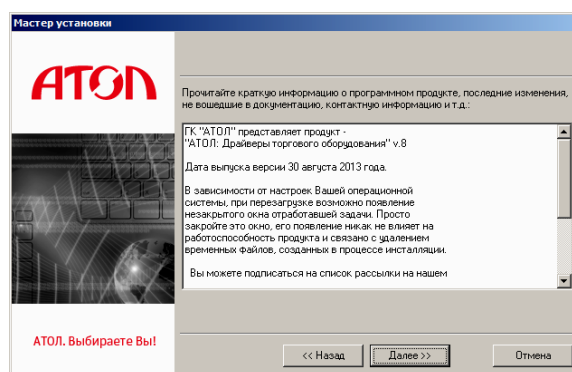 Мастер установки
АТОЛ
Прочитайте краткую информацию о программном продукте, последние изменения,
не вошедшие в документацию, контактную информацию и т.д.:
ГК "АТОЛ" представляет продукт -
"АТОЛ: Драйверы торгового оборудования" v.8
Дата выпуска версии 30 августа 2013 года.
В зависимости от настроек Вашей операционной
системы, при перезагрузке возможно появление
незакрытого окна отработавшей задачи. Просто
закройте это окно, его появление никак не влияет на
работоспособность продукта и связано с удалением
временных файлов, созданных в процессе инсталляции.
Вы можете подписаться на список рассылки на нашем
АТОЛ. Выбираете Вы!
<< Назад
Далее >>
Отмена